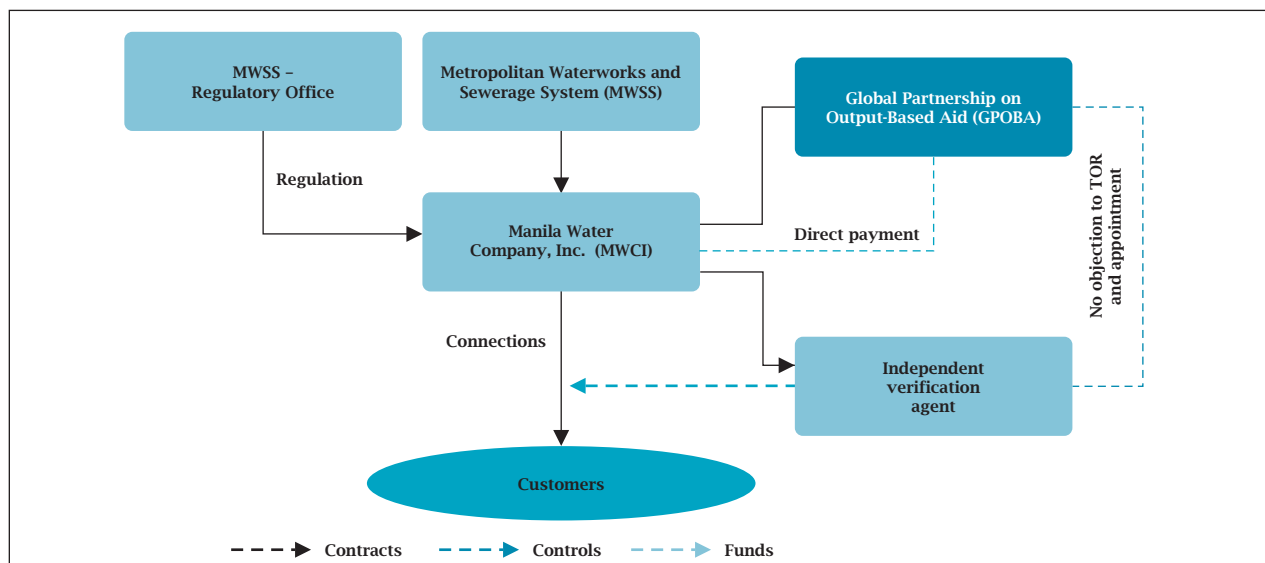 MWSS –
Regulatory Office
Metropolitan Waterworks and
Sewerage System (MWSS)
Global Partnership on
Output-Based Aid (GPOBA)
Regulation
Manila Water
Company, Inc. (MWCI)
Direct payment
No objection to TOR
and appointment
Connections
Independent
verification
agent
Customers
Contracts
Controls
Funds